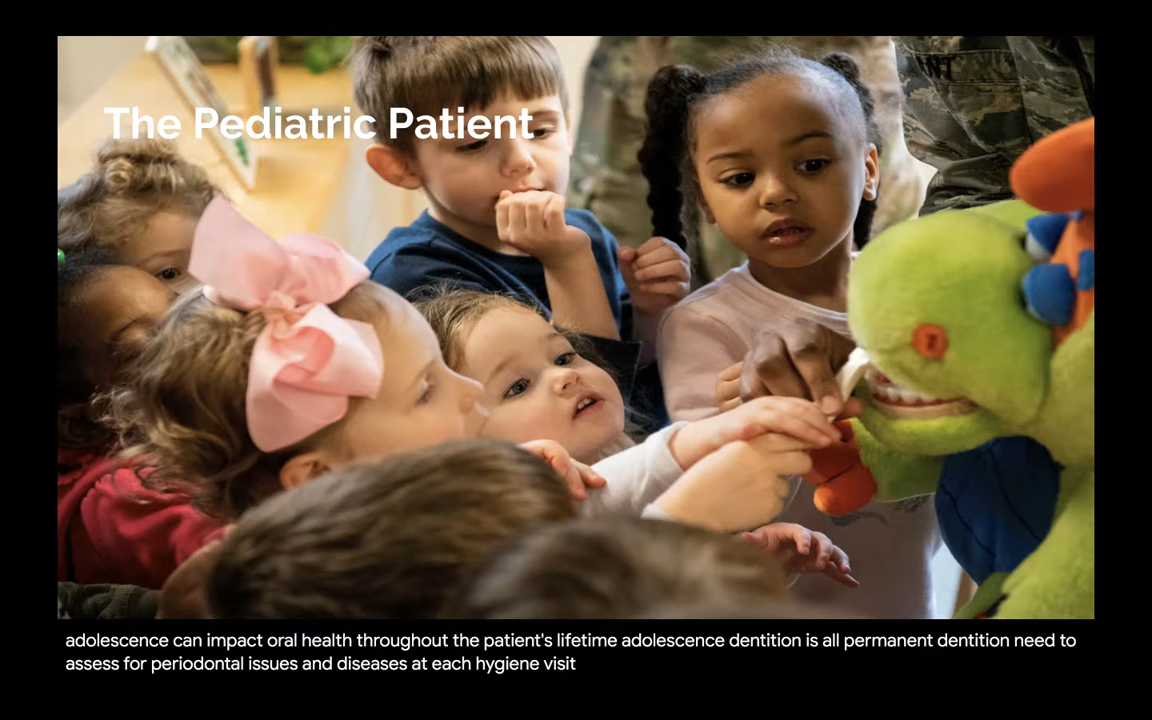 The Pediatric Patient
adolescence can impact oral health throughout the patient's lifetime adolescence dentition is all permanent dentition need to
assess for periodontal issues and diseases at each hygiene visit